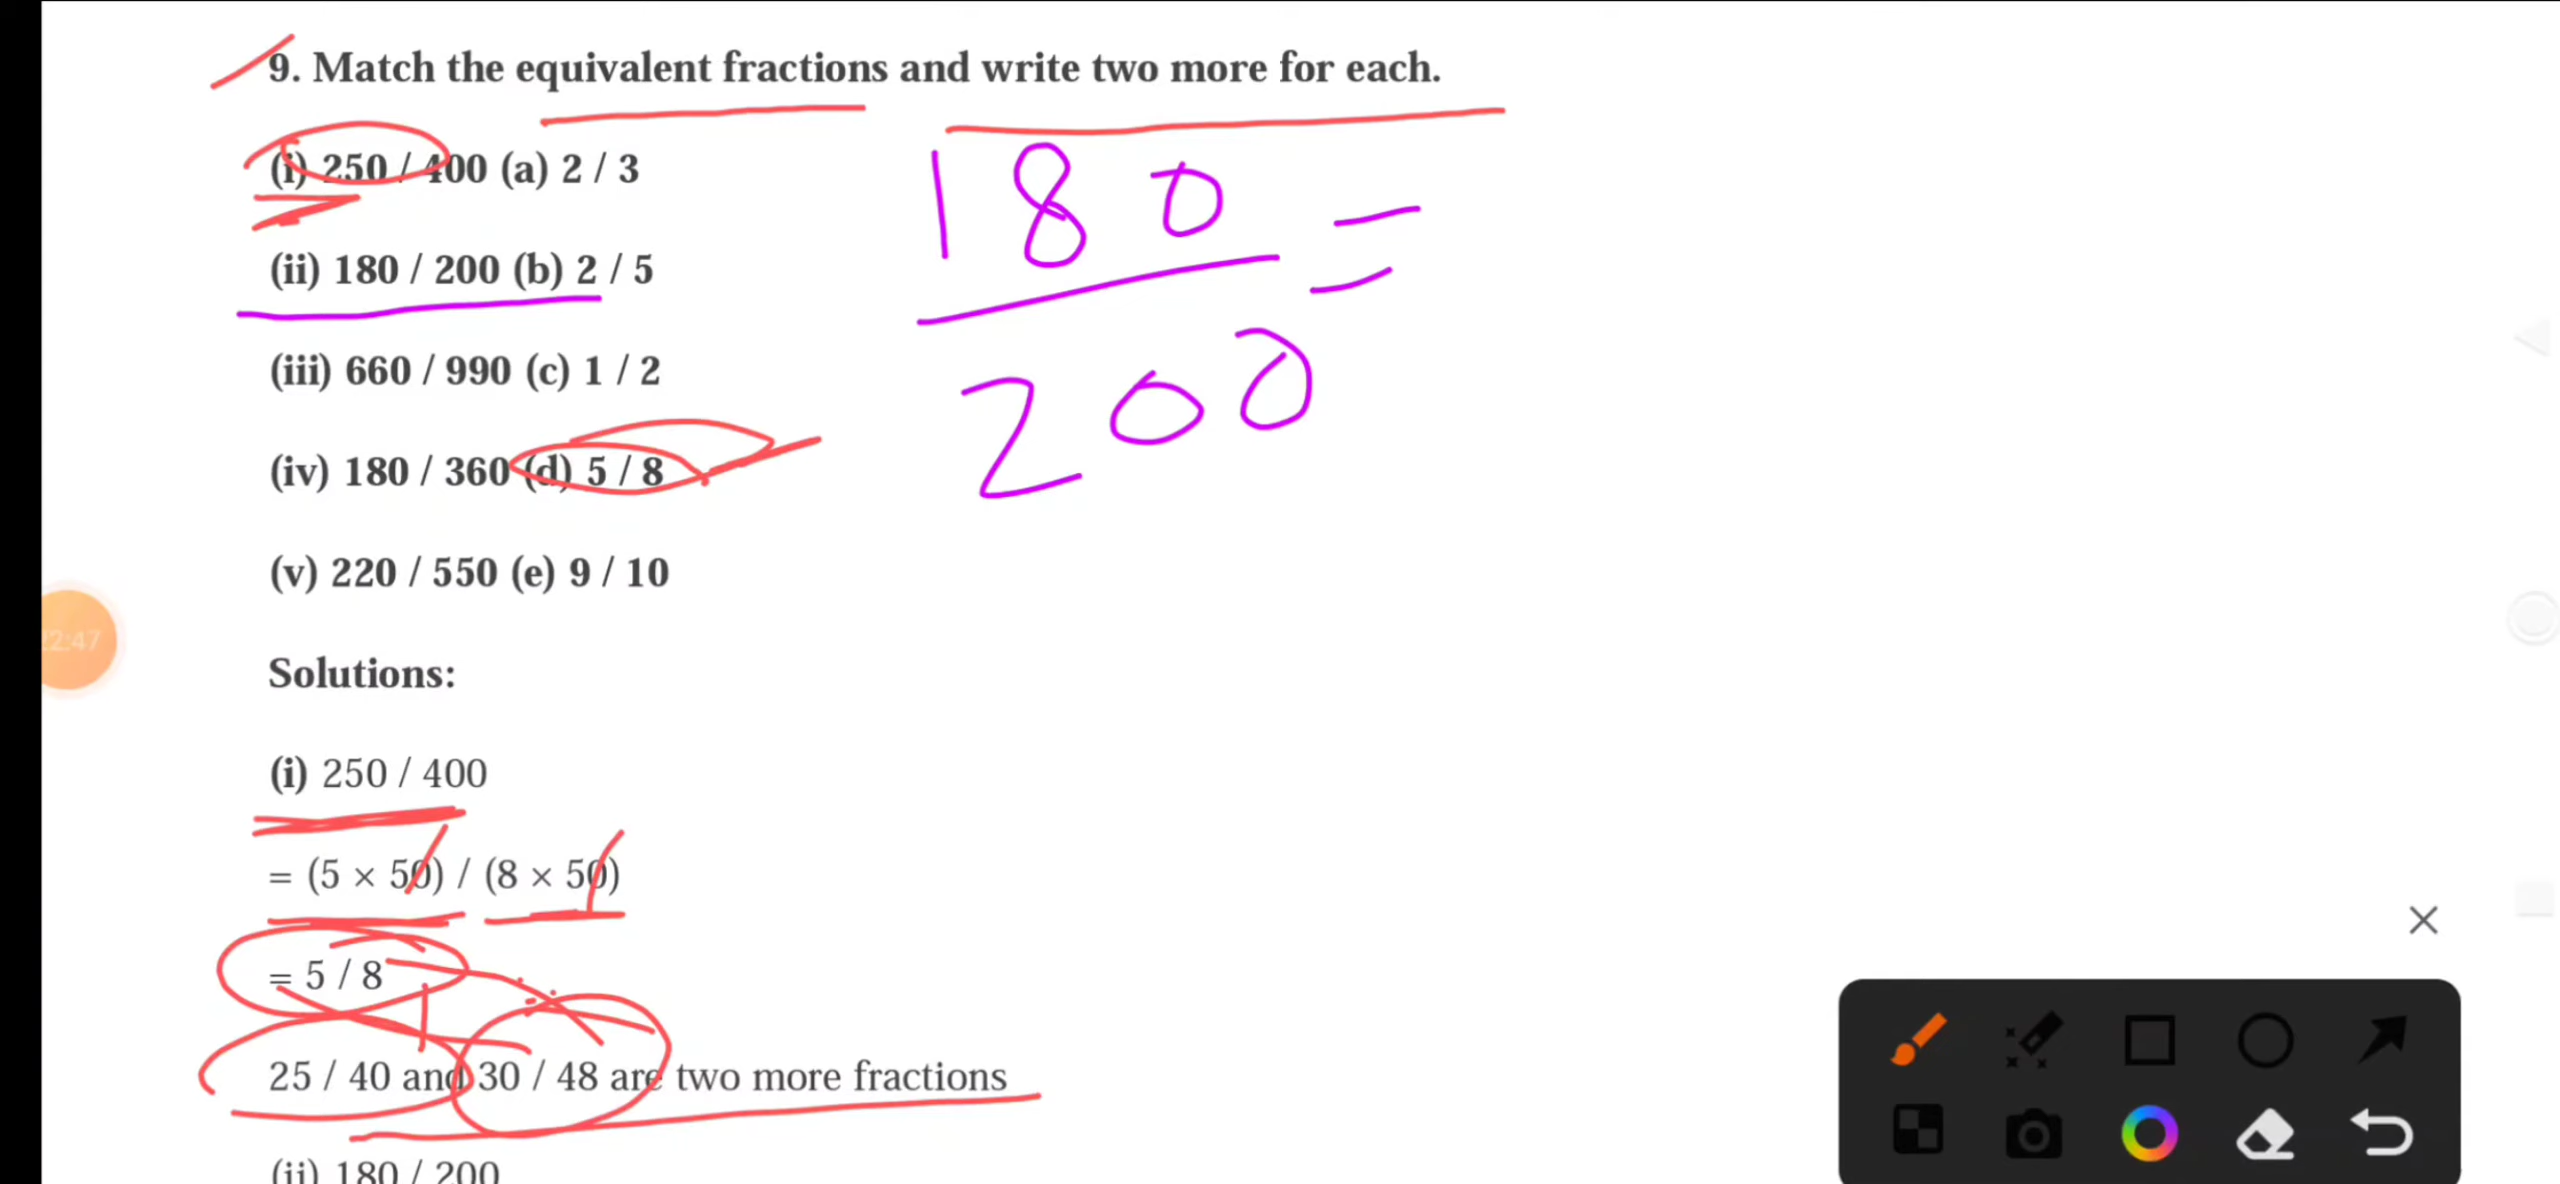 9. Match the equivalent fractions and write two more for each.
(i) 250 / 400 (a) 2 / 3
(ii) 180 / 200 (b) 2 / 5
(iii) 660 / 990 (c) 1 / 2
(iv) 180 / 360 (d) 5 / 8
(v) 220 / 550 (e) 9 / 10
180 =
200
22:47
Solutions:
(i) 250 / 400
= (5 × 50) / (8 × 50)
= 5 / 8
25 / 40 and 30 / 48 are two more fractions
(ii) 180 / 200